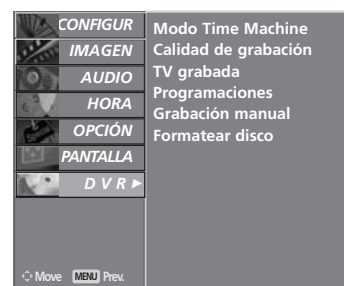 CONFIGUR
IMAGEN
AUDIO
HORA
OPCIÓN
PANTALLA
D V R ►
Modo Time Machine
Calidad de grabación
TV grabada
Programaciones
Grabación manual
Formatear disco
Move MENU Prev.